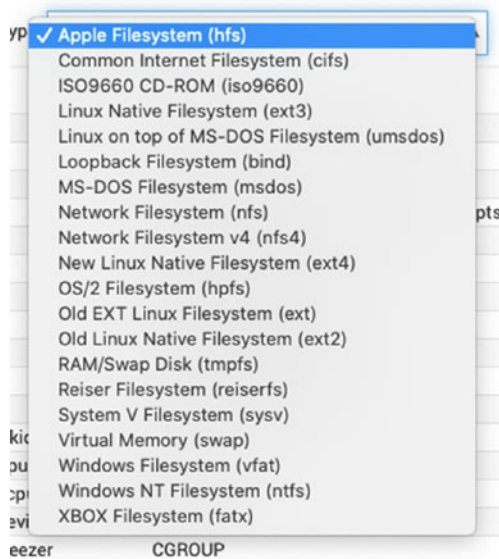 yp ✓ Apple Filesystem (hfs)
Common Internet Filesystem (cifs)
ISO9660 CD-ROM (iso9660)
Linux Native Filesystem (ext3)
Linux on top of MS-DOS Filesystem (umsdos)
Loopback Filesystem (bind)
MS-DOS Filesystem (msdos)
Network Filesystem (nfs) pts
Network Filesystem v4 (nfs4)
New Linux Native Filesystem (ext4)
OS/2 Filesystem (hpfs)
Old EXT Linux Filesystem (ext)
Old Linux Native Filesystem (ext2)
RAM/Swap Disk (tmpfs)
Reiser Filesystem (reiserfs)
System V Filesystem (sysv)
Virtual Memory (swap)
Windows Filesystem (vfat)
Windows NT Filesystem (ntfs)
XBOX Filesystem (fatx)
eezer CGROUP